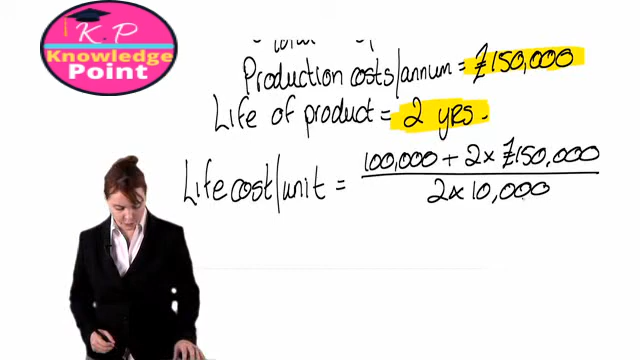 K.P
Knowledge
Point
Production costs/annum = £150,000
Life of product = 2 yrs.
Life cost/unit = 100,000 + 2 x £150,000
2 x 10,000